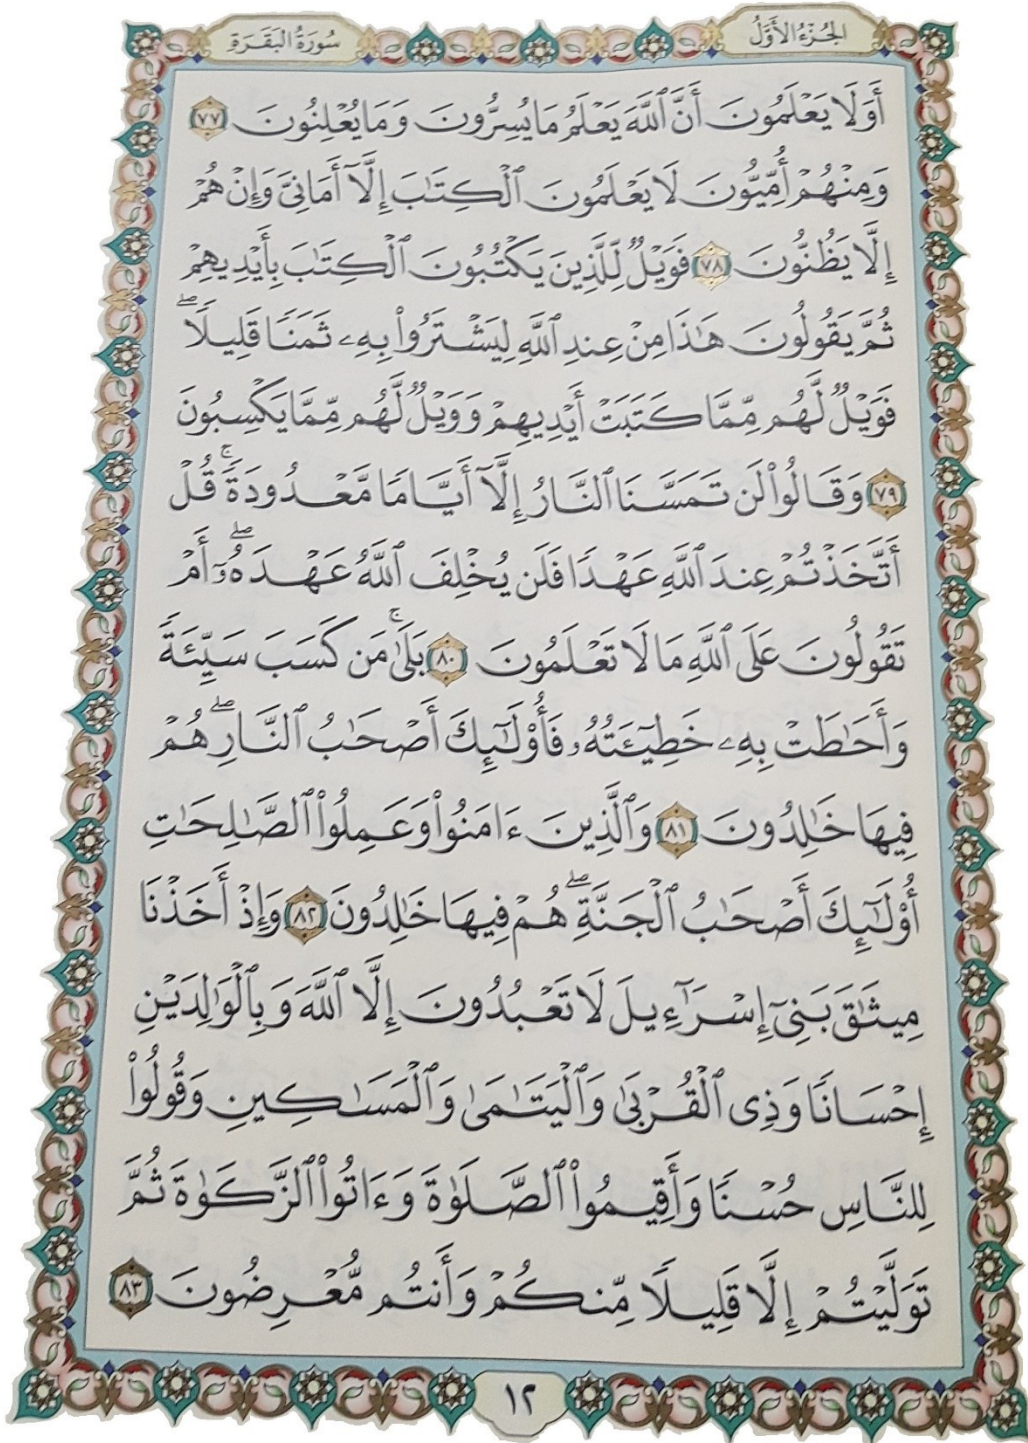 الجُزْءُ الأَوَّلُ
سُورَةُ البَقَرَةِ
أَوَلَا يَعْلَمُونَ أَنَّ ٱللَّهَ يَعْلَمُ مَا يُسِرُّونَ وَمَا يُعْلِنُونَ ٧٧
وَمِنْهُمْ أُمِّيُّونَ لَا يَعْلَمُونَ ٱلْكِتَٰبَ إِلَّآ أَمَانِىَّ وَإِنْ هُمْ
إِلَّا يَظُنُّونَ ٧٨ فَوَيْلٌ لِّلَّذِينَ يَكْتُبُونَ ٱلْكِتَٰبَ بِأَيْدِيهِمْ
ثُمَّ يَقُولُونَ هَٰذَا مِنْ عِندِ ٱللَّهِ لِيَشْتَرُوا۟ بِهِۦ ثَمَنًا قَلِيلًا ۖ
فَوَيْلٌ لَّهُم مِّمَّا كَتَبَتْ أَيْدِيهِمْ وَوَيْلٌ لَّهُم مِّمَّا يَكْسِبُونَ
٧٩ وَقَالُوا۟ لَن تَمَسَّنَا ٱلنَّارُ إِلَّآ أَيَّامًا مَّعْدُودَةً ۚ قُلْ
أَتَّخَذْتُمْ عِندَ ٱللَّهِ عَهْدًا فَلَن يُخْلِفَ ٱللَّهُ عَهْدَهُۥٓ ۖ أَمْ
تَقُولُونَ عَلَى ٱللَّهِ مَا لَا تَعْلَمُونَ ٨٠ بَلَىٰ ۚ مَن كَسَبَ سَيِّئَةً
وَأَحَٰطَتْ بِهِۦ خَطِيٓـَٔتُهُۥ فَأُو۟لَٰٓئِكَ أَصْحَٰبُ ٱلنَّارِ ۖ هُمْ
فِيهَا خَٰلِدُونَ ٨١ وَٱلَّذِينَ ءَامَنُوا۟ وَعَمِلُوا۟ ٱلصَّٰلِحَٰتِ
أُو۟لَٰٓئِكَ أَصْحَٰبُ ٱلْجَنَّةِ ۖ هُمْ فِيهَا خَٰلِدُونَ ٨٢ وَإِذْ أَخَذْنَا
مِيثَٰقَ بَنِىٓ إِسْرَٰٓءِيلَ لَا تَعْبُدُونَ إِلَّا ٱللَّهَ وَبِٱلْوَٰلِدَيْنِ
إِحْسَانًا وَذِى ٱلْقُرْبَىٰ وَٱلْيَتَٰمَىٰ وَٱلْمَسَٰكِينِ وَقُولُوا۟
لِلنَّاسِ حُسْنًا وَأَقِيمُوا۟ ٱلصَّلَوٰةَ وَءَاتُوا۟ ٱلزَّكَوٰةَ ثُمَّ
تَوَلَّيْتُمْ إِلَّا قَلِيلًا مِّنكُمْ وَأَنتُم مُّعْرِضُونَ ٨٣
١٢